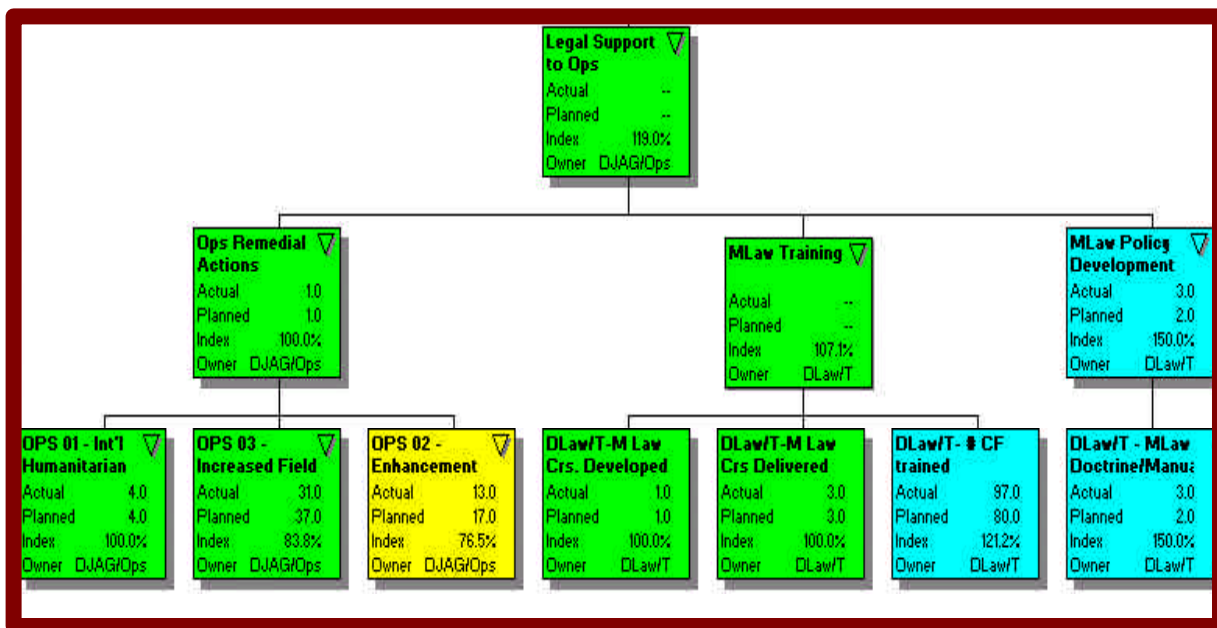 Legal Support
to Ops
Actual --
Planned --
Index 119.0%
Owner DJAG/Ops
Ops Remedial
Actions
Actual 1.0
Planned 1.0
Index 100.0%
Owner DJAG/Ops
MLaw Training
Actual --
Planned --
Index 107.1%
Owner DLaw/T
MLaw Policy
Development
Actual 3.0
Planned 2.0
Index 150.0%
Owner DLaw/T
OPS 01 - Int'l
Humanitarian
Actual 4.0
Planned 4.0
Index 100.0%
Owner DJAG/Ops
OPS 03 -
Increased Field
Actual 31.0
Planned 37.0
Index 83.8%
Owner DJAG/Ops
OPS 02 -
Enhancement
Actual 13.0
Planned 17.0
Index 76.5%
Owner DJAG/Ops
DLaw/T-M Law
Crs. Developed
Actual 1.0
Planned 1.0
Index 100.0%
Owner DLaw/T
DLaw/T-M Law
Crs Delivered
Actual 3.0
Planned 3.0
Index 100.0%
Owner DLaw/T
DLaw/T- # CF
trained
Actual 97.0
Planned 80.0
Index 121.2%
Owner DLaw/T
DLaw/T - MLaw
Doctrine/Manua
Actual 3.0
Planned 2.0
Index 150.0%
Owner DLaw/T